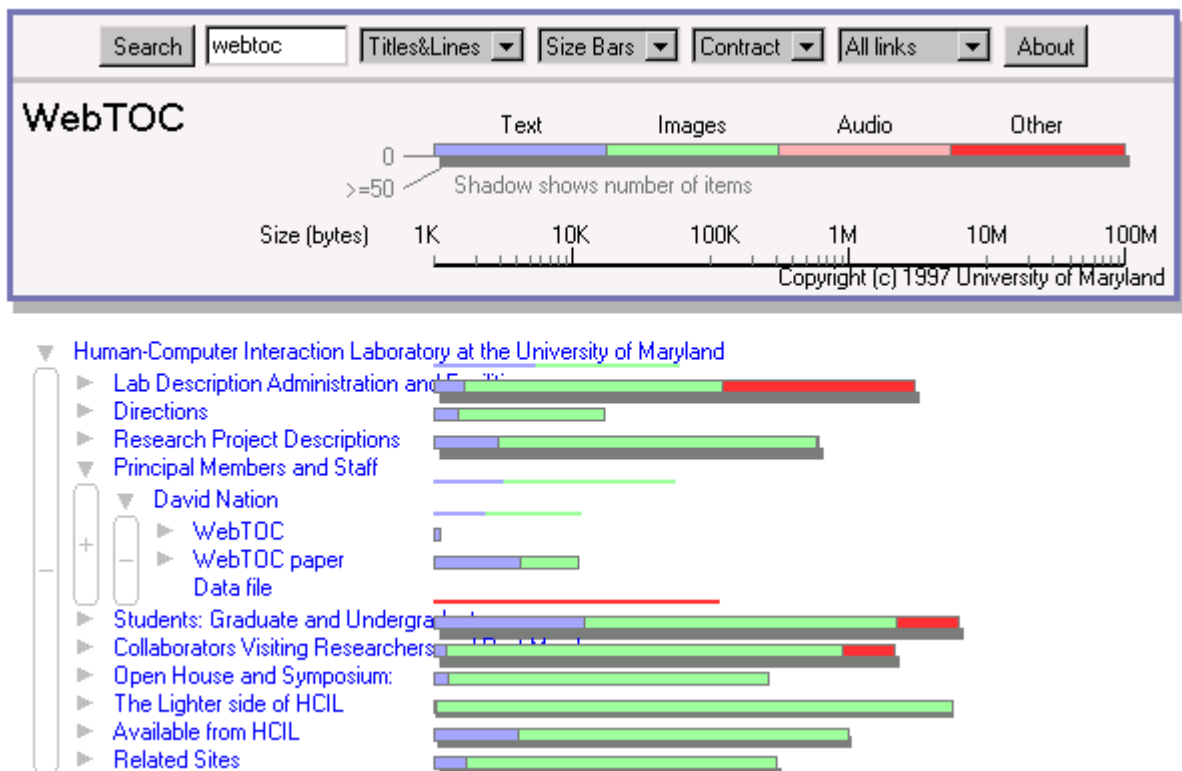 Search webtoc Titles&Lines Size Bars Contract All links About
WebTOC
Text Images Audio Other
0
>=50 Shadow shows number of items
Size (bytes) 1K 10K 100K 1M 10M 100M
Copyright (c) 1997 University of Maryland
Human-Computer Interaction Laboratory at the University of Maryland
Lab Description Administration and
Directions
Research Project Descriptions
Principal Members and Staff
David Nation
WebTOC
+ − WebTOC paper
− Data file
Students: Graduate and
Collaborators Visiting Researchers
Open House and Symposium:
The Lighter side of HCIL
Available from HCIL
Related Sites